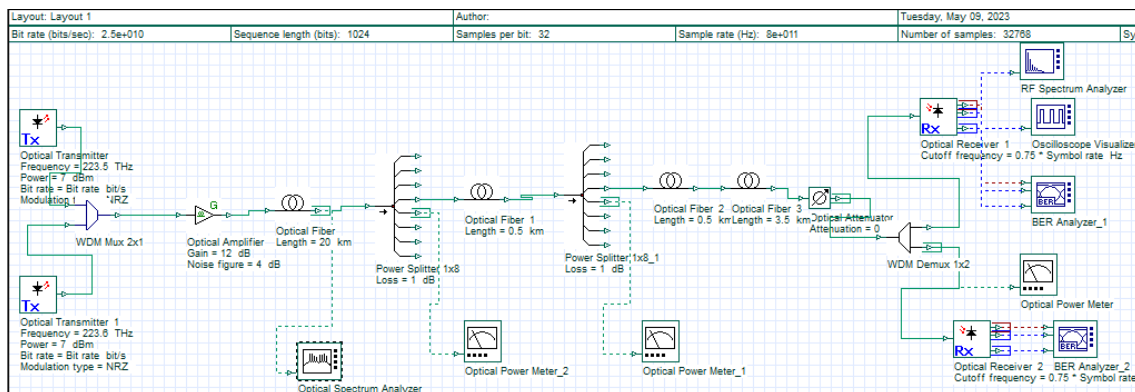 Layout: Layout 1
Author:
Tuesday, May 09, 2023
Bit rate (bits/sec): 2.5e+010
Sequence length (bits): 1024
Samples per bit: 32
Sample rate (Hz): 8e+011
Number of samples: 32768
Sy
RF Spectrum Analyzer
Tx
Optical Transmitter
Frequency = 223.5 THz
Power = 7 dBm
Bit rate = Bit rate bit/s
Modulation t
NRZ
WDM Mux 2x1
G
Optical Amplifier
Gain = 12 dB
Noise figure = 4 dB
Optical Fiber
Length = 20 km
Power Splitter 1x8
Loss = 1 dB
Optical Fiber 1
Length = 0.5 km
Power Splitter 1x8_1
Loss = 1 dB
Optical Fiber 2
Length = 0.5 km
Optical Fiber 3
Length = 3.5 km
Optical Attenuator
Attenuation = 0
WDM Demux 1x2
Rx
Optical Receiver 1
Cutoff frequency = 0.75 * Symbol rate Hz
Oscilloscope Visualizer
BER
BER Analyzer_1
Optical Power Meter
Tx
Optical Transmitter 1
Frequency = 223.6 THz
Power = 7 dBm
Bit rate = Bit rate bit/s
Modulation type = NRZ
Optical Spectrum Analyzer
Optical Power Meter_2
Optical Power Meter_1
Rx
Optical Receiver 2
Cutoff frequency = 0.75 * Symbol rate
BER
BER Analyzer_2